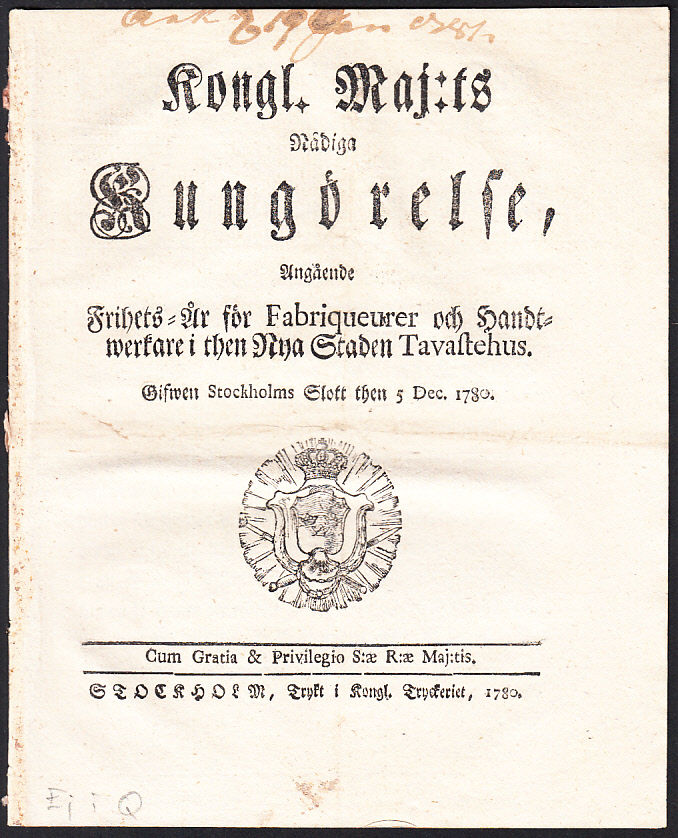 Kongl. Maj:ts
Nådiga
Kungörelse,
Angående
Frihets-År för Fabriqueurer och Handt-
werkare i then Nya Staden Tavastehus.
Gifwen Stockholms Slott then 5 Dec. 1780.
Cum Gratia & Privilegio S:æ R:æ Maj:tis.
STOCKHOLM, Tryckt i Kongl. Tryckeriet, 1780.
Ej i Q